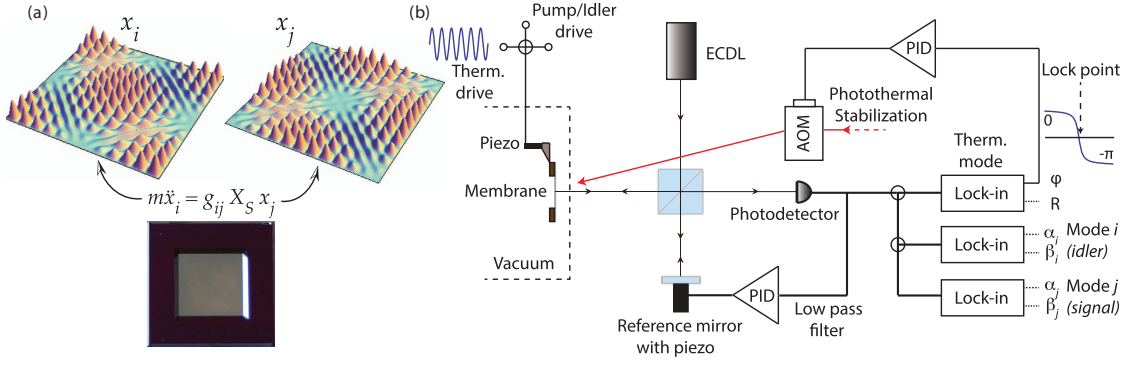 (a)
x_i
x_j
mẍ_i = g_ij X_S x_j
(b)
Pump/Idler
drive
Therm.
drive
Piezo
Membrane
Vacuum
ECDL
AOM
PID
Photothermal
Stabilization
Lock point
0
-π
Photodetector
Therm.
mode
Lock-in
φ
R
Lock-in
α_i Mode i
β_i (idler)
Lock-in
α_j Mode j
β_j (signal)
PID
Low pass
filter
Reference mirror
with piezo